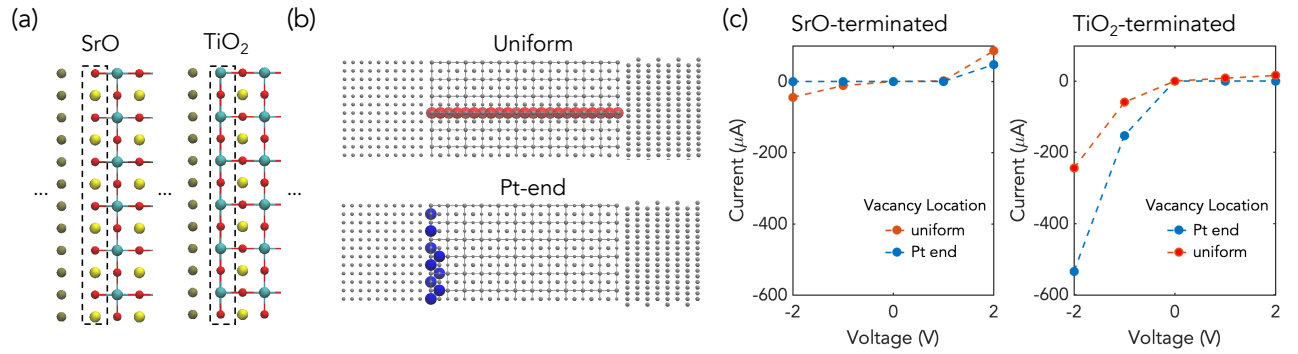 (a)
SrO
TiO2
...
...
...
(b)
Uniform
Pt-end
(c)
SrO-terminated
0
-200
-400
-600
Current (μA)
Vacancy Location
uniform
Pt end
-2
0
2
Voltage (V)
TiO2-terminated
0
-200
-400
-600
Current (μA)
Vacancy Location
Pt end
uniform
-2
0
2
Voltage (V)